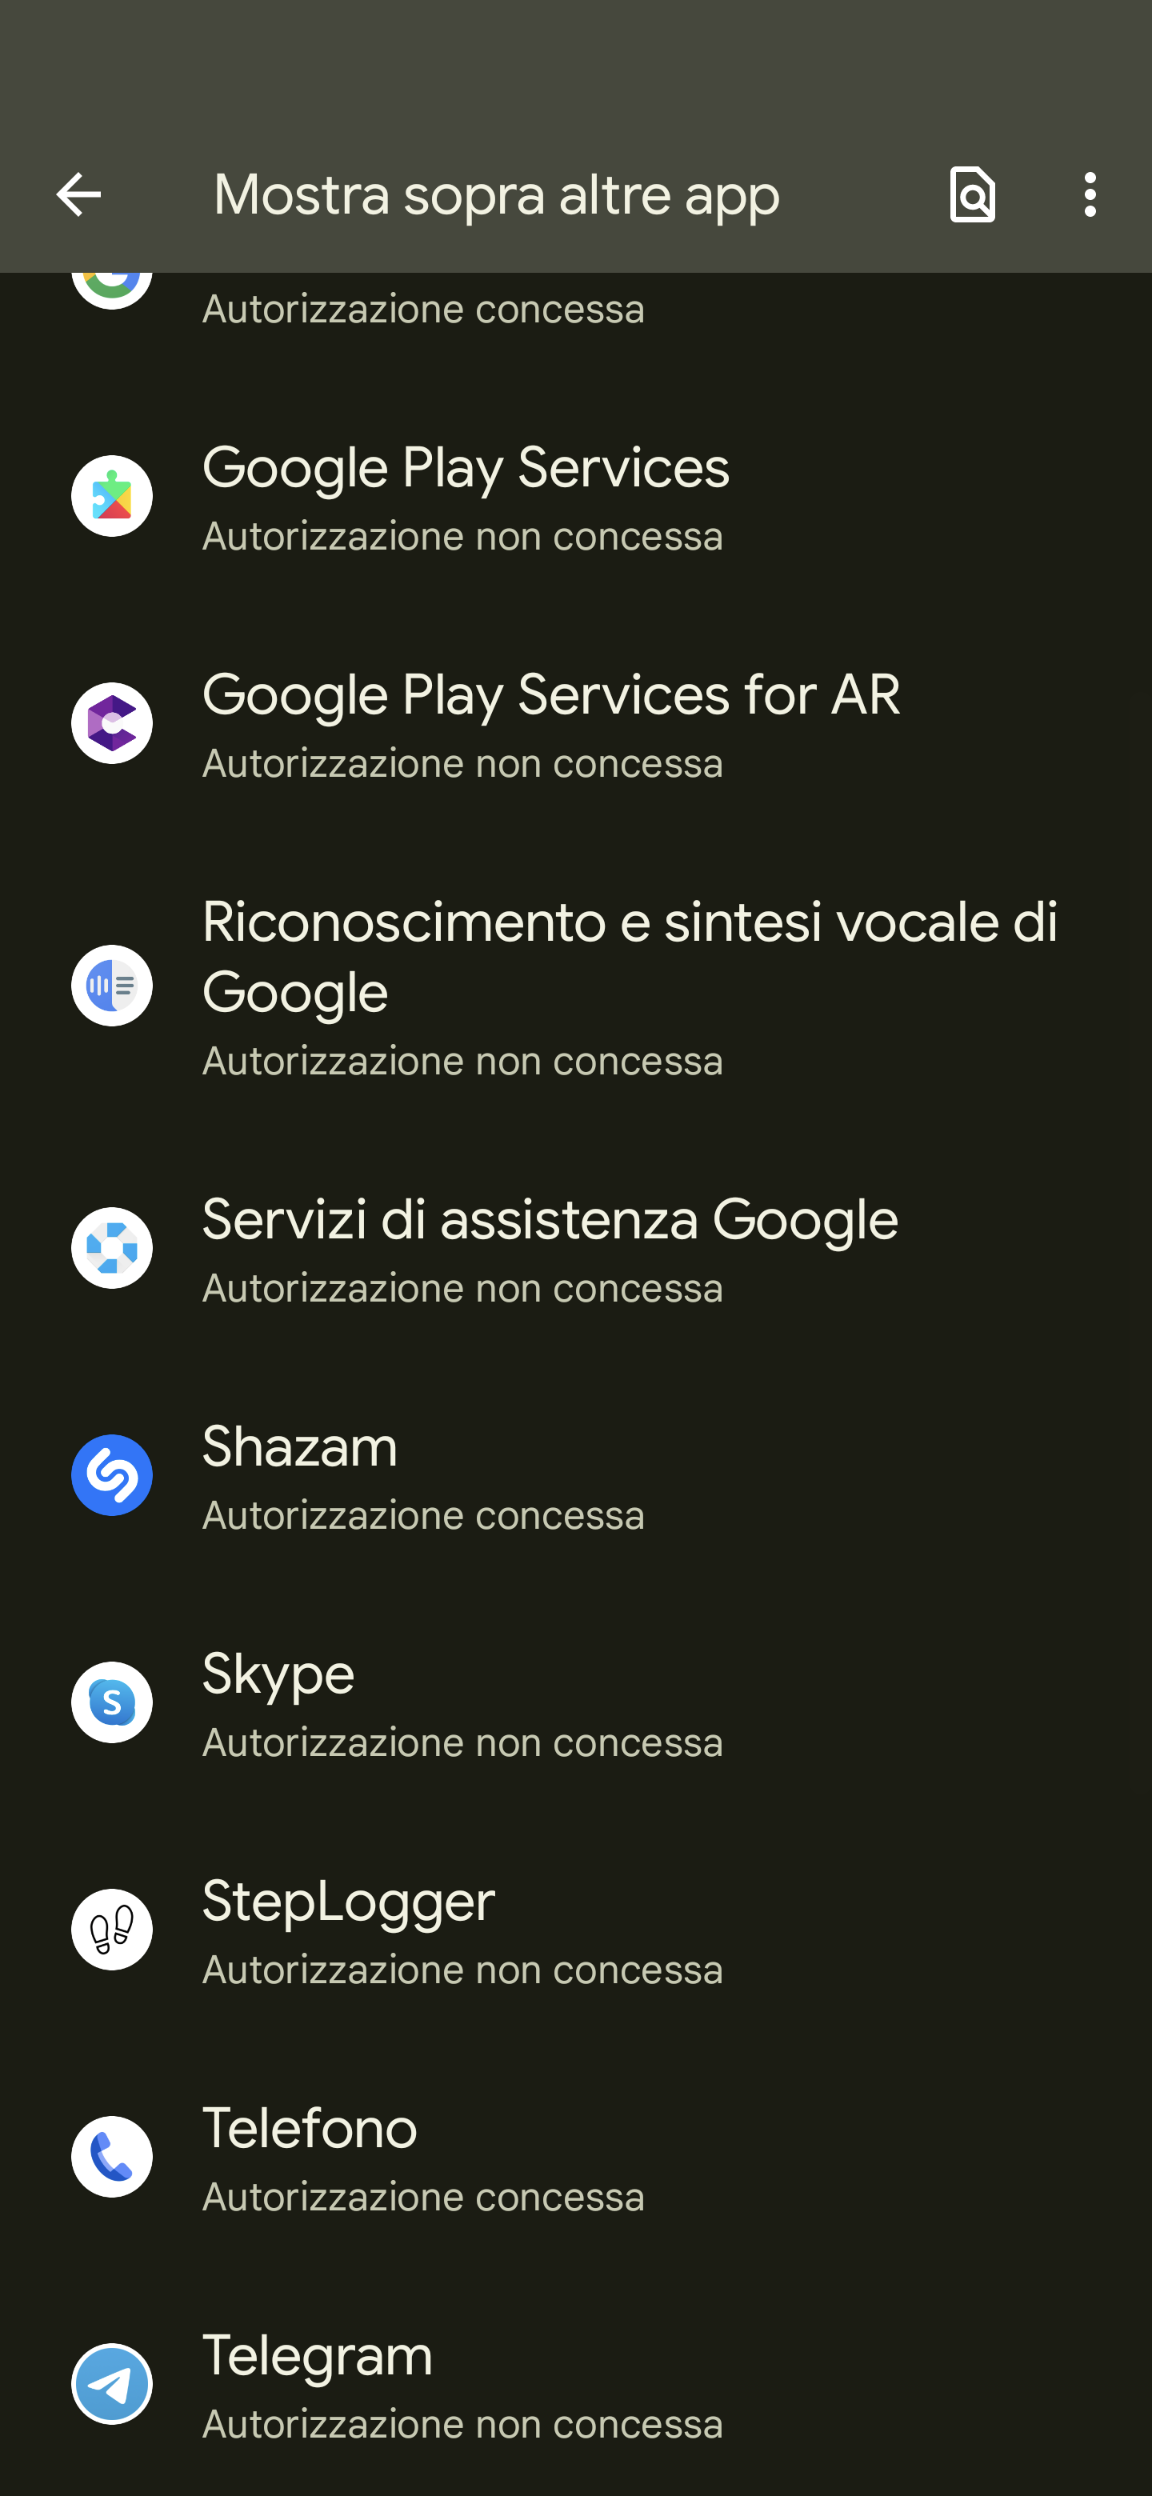 Mostra sopra altre app
Autorizzazione concessa
Google Play Services
Autorizzazione non concessa
Google Play Services for AR
Autorizzazione non concessa
Riconoscimento e sintesi vocale di
Google
Autorizzazione non concessa
Servizi di assistenza Google
Autorizzazione non concessa
Shazam
Autorizzazione concessa
Skype
Autorizzazione non concessa
StepLogger
Autorizzazione non concessa
Telefono
Autorizzazione concessa
Telegram
Autorizzazione non concessa